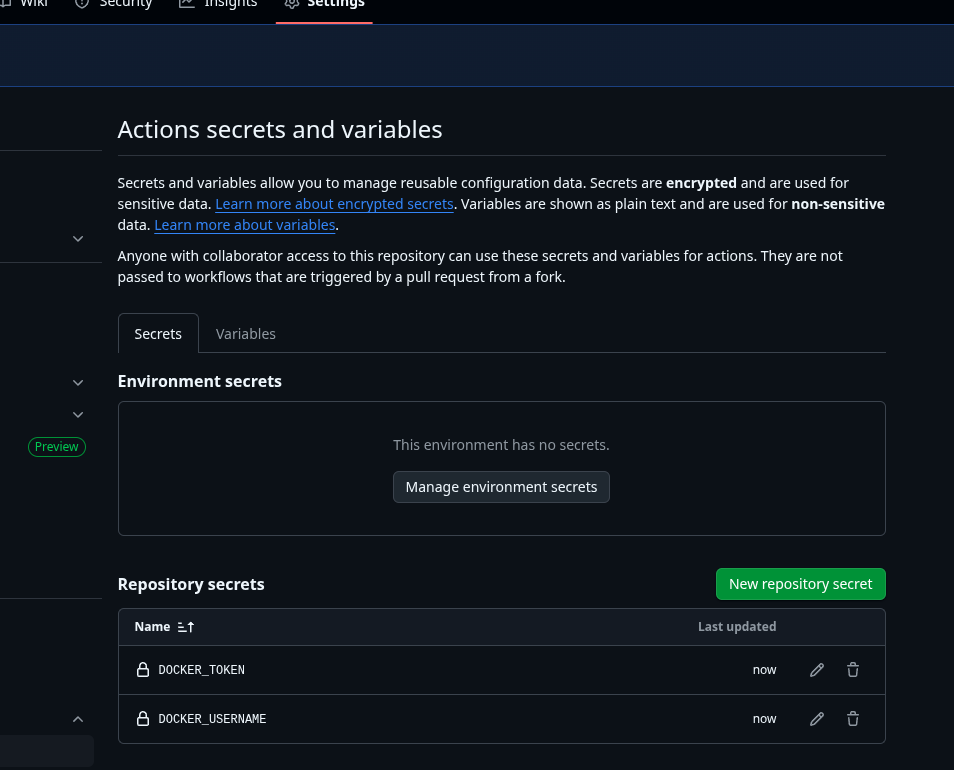 Wiki Security Insights Settings
Actions secrets and variables
Secrets and variables allow you to manage reusable configuration data. Secrets are encrypted and are used for
sensitive data. Learn more about encrypted secrets. Variables are shown as plain text and are used for non-sensitive
data. Learn more about variables.
Anyone with collaborator access to this repository can use these secrets and variables for actions. They are not
passed to workflows that are triggered by a pull request from a fork.
Secrets Variables
Environment secrets
This environment has no secrets.
Preview
Manage environment secrets
Repository secrets New repository secret
Name Last updated
DOCKER_TOKEN now
DOCKER_USERNAME now